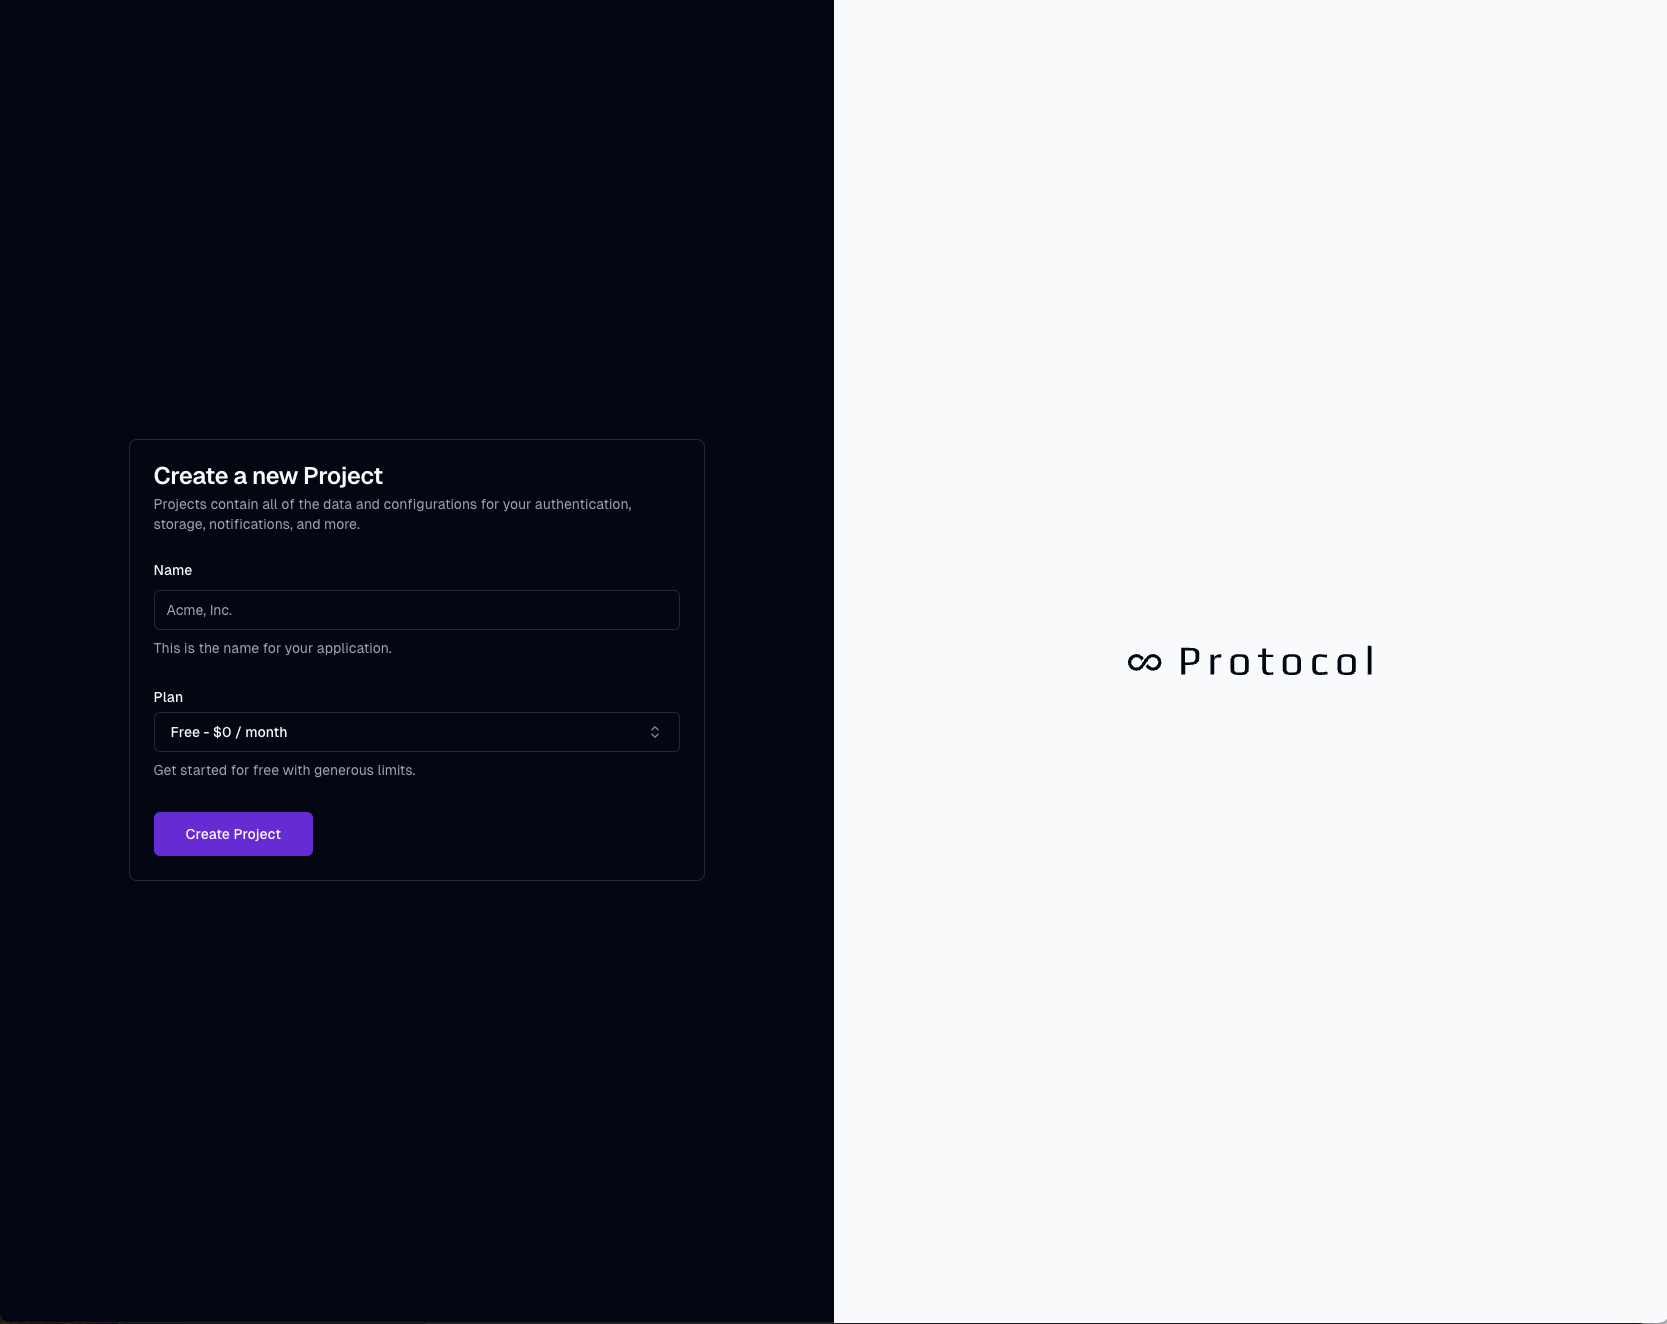 Create a new Project
Projects contain all of the data and configurations for your authentication,
storage, notifications, and more.
Name
Acme, Inc.
This is the name for your application.
Plan
Free - $0 / month
Get started for free with generous limits.
Create Project
Protocol